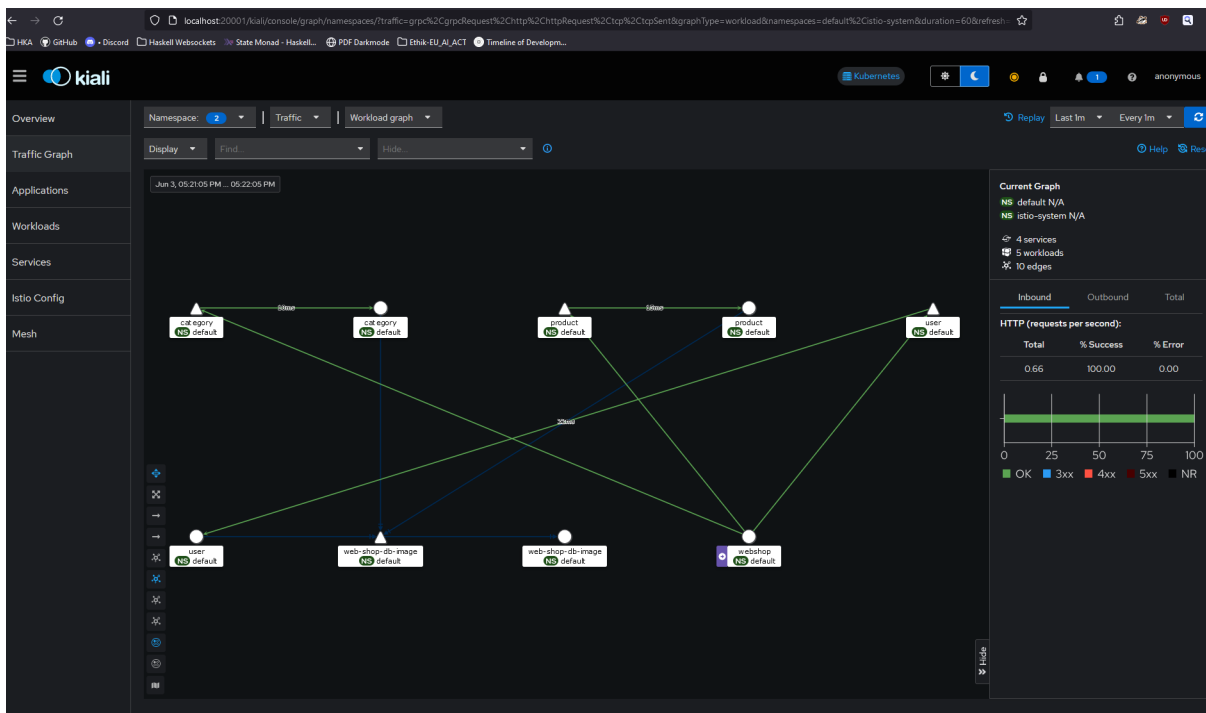 localhost:20001/kiali/console/graph/namespaces/?traffic=grpc%2CgrpcRequest%2Chttp%2ChttpRequest%2Ctcp%2CtcpSent&graphType=workload&namespaces=default%2Cistio-system&duration=60&refresh
HKA GitHub • Discord Haskell Websockets State Monad - Haskell... PDF Darkmode Ethik-EU_AI_ACT Timeline of Developm...
kiali Kubernetes 1 anonymous
Overview
Traffic Graph
Applications
Workloads
Services
Istio Config
Mesh
Namespace: 2 Traffic Workload graph
Replay Last 1m Every 1m
Display Find... Hide...
Help Res
Jun 3, 05:21:05 PM ... 05:22:05 PM
category
NS default
category
NS default
product
NS default
product
NS default
user
NS default
user
NS default
web-shop-db-image
NS default
web-shop-db-image
NS default
webshop
NS default
Hide
Current Graph
NS default N/A
NS istio-system N/A
4 services
5 workloads
10 edges
Inbound Outbound Total
HTTP (requests per second):
Total % Success % Error
0.66 100.00 0.00
0 25 50 75 100
OK 3xx 4xx 5xx NR